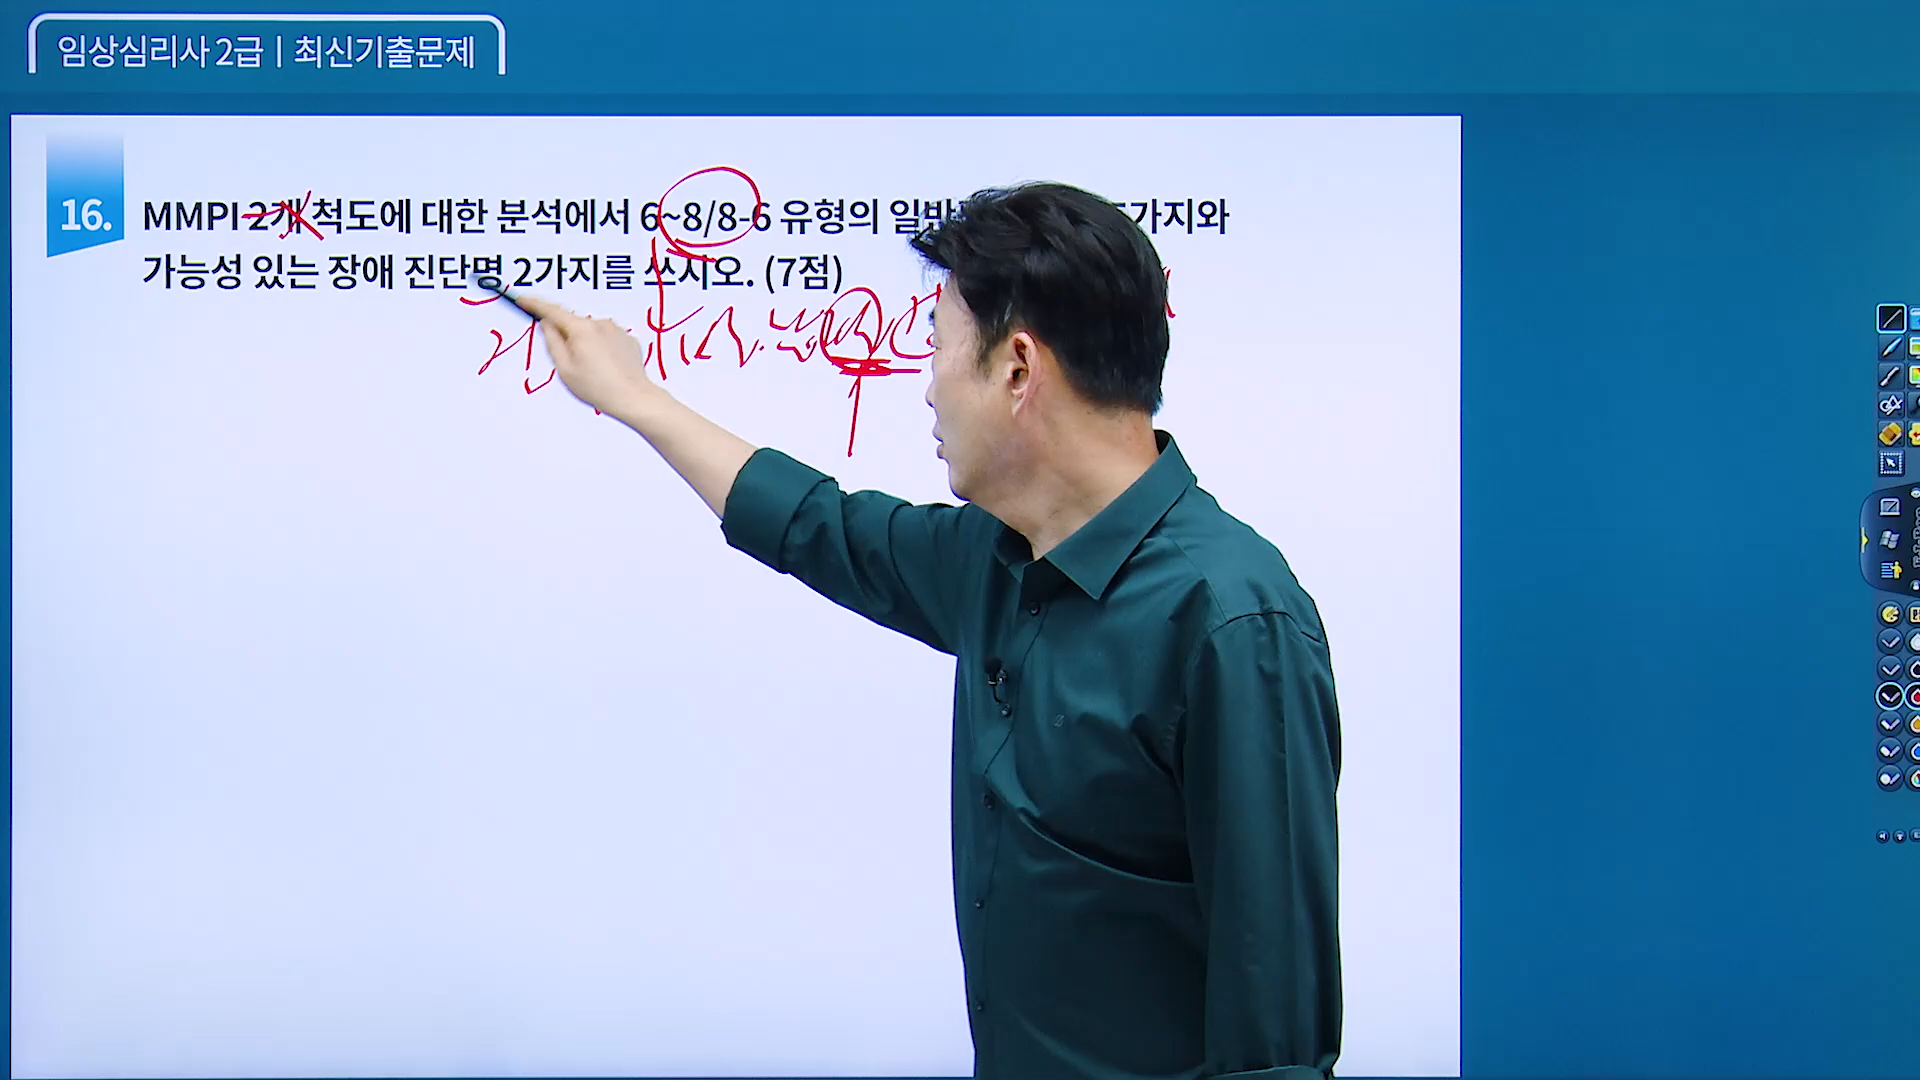 임상심리사 2급 | 최신기출문제
16.
MMPI 2개 척도에 대한 분석에서 6~8/8-6 유형의 일반 가지와
가능성 있는 장애 진단명 2가지를 쓰시오. (7점)